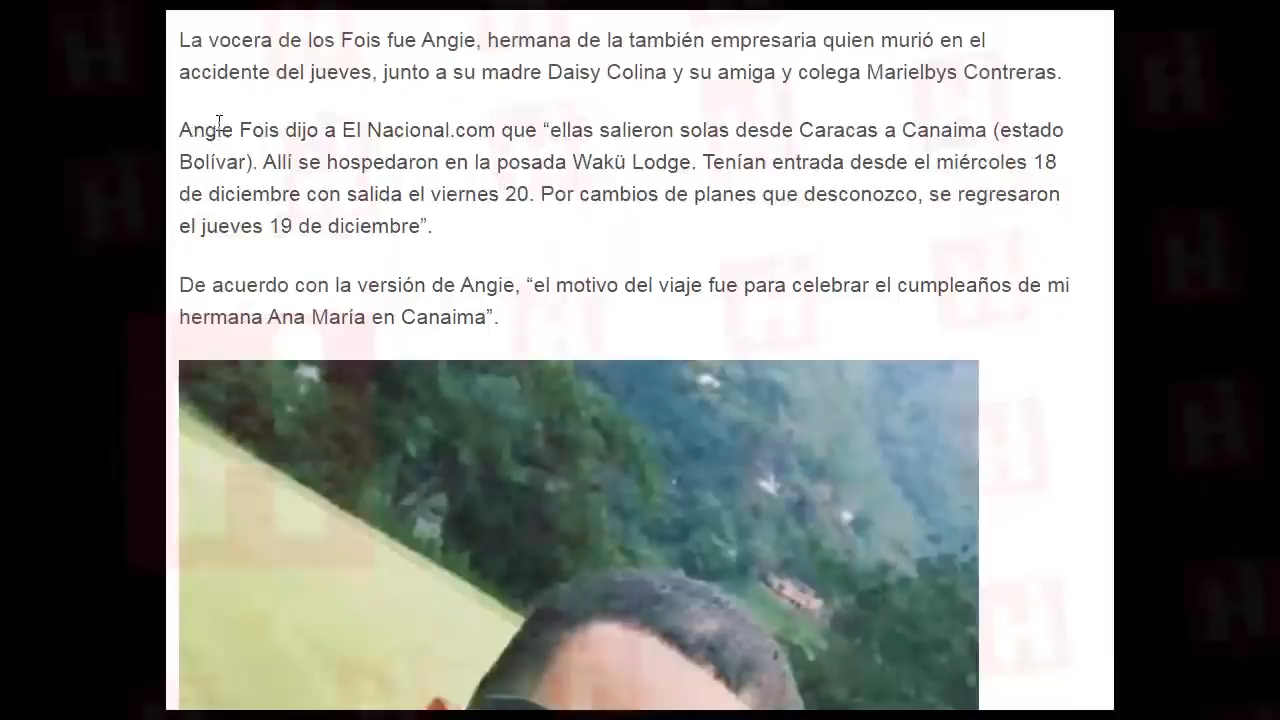 La vocera de los Fois fue Angie, hermana de la también empresaria quien murió en el
accidente del jueves, junto a su madre Daisy Colina y su amiga y colega Marielbys Contreras.
Angie Fois dijo a El Nacional.com que “ellas salieron solas desde Caracas a Canaima (estado
Bolívar). Allí se hospedaron en la posada Wakü Lodge. Tenían entrada desde el miércoles 18
de diciembre con salida el viernes 20. Por cambios de planes que desconozco, se regresaron
el jueves 19 de diciembre”.
De acuerdo con la versión de Angie, “el motivo del viaje fue para celebrar el cumpleaños de mi
hermana Ana María en Canaima”.